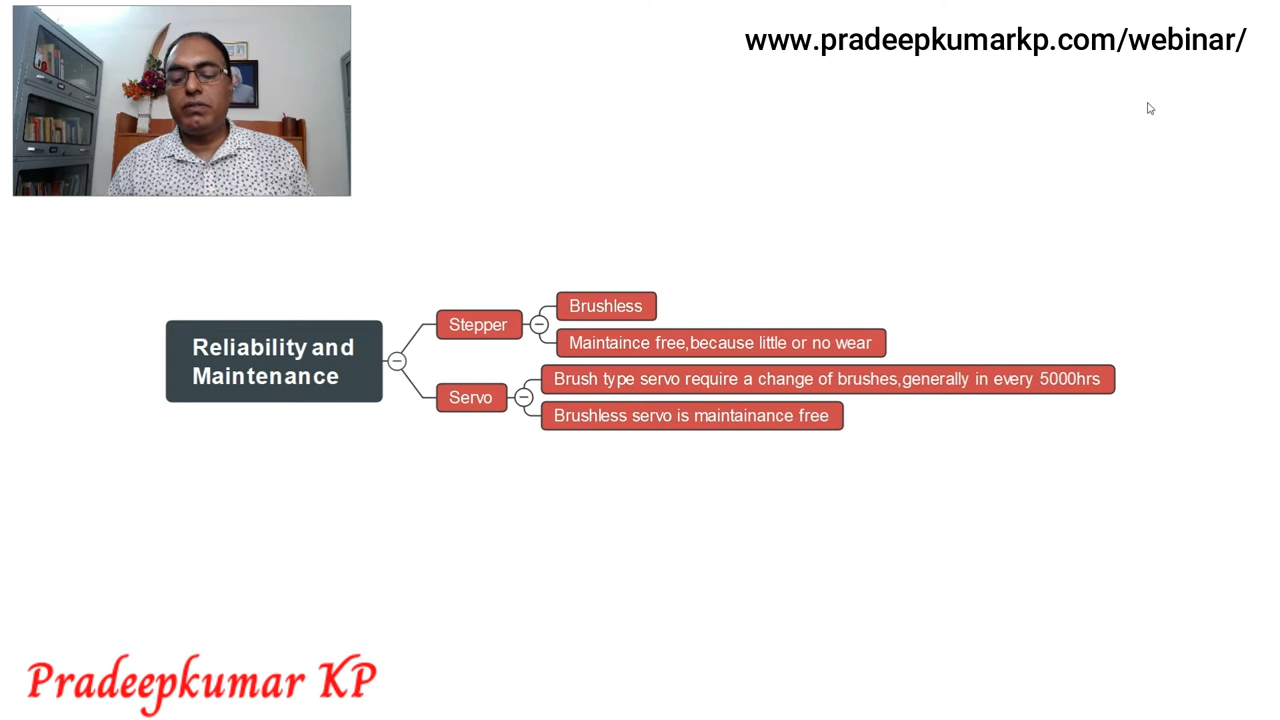 www.pradeepkumarkp.com/webinar/
Reliability and
Maintenance
Stepper
Brushless
Maintaince free,because little or no wear
Servo
Brush type servo require a change of brushes,generally in every 5000hrs
Brushless servo is maintainance free
Pradeepkumar KP